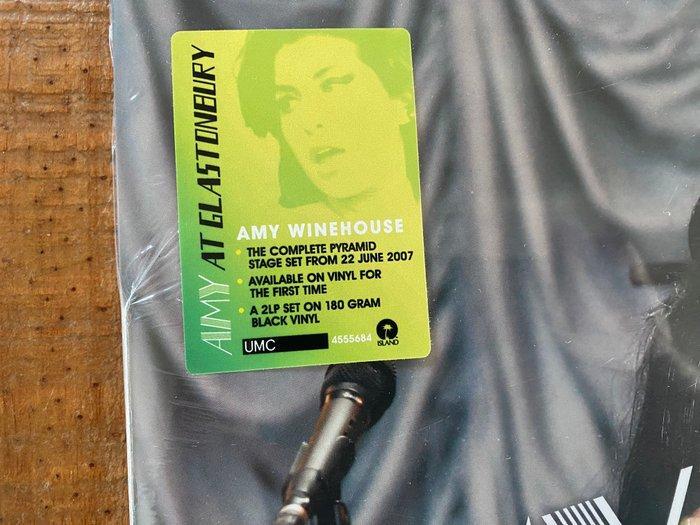 AMY AT GLASTONBURY
AMY WINEHOUSE
• THE COMPLETE PYRAMID
STAGE SET FROM 22 JUNE 2007
• AVAILABLE ON VINYL FOR
THE FIRST TIME
• A 2LP SET ON 180 GRAM
BLACK VINYL
UMC 4555684 ISLAND